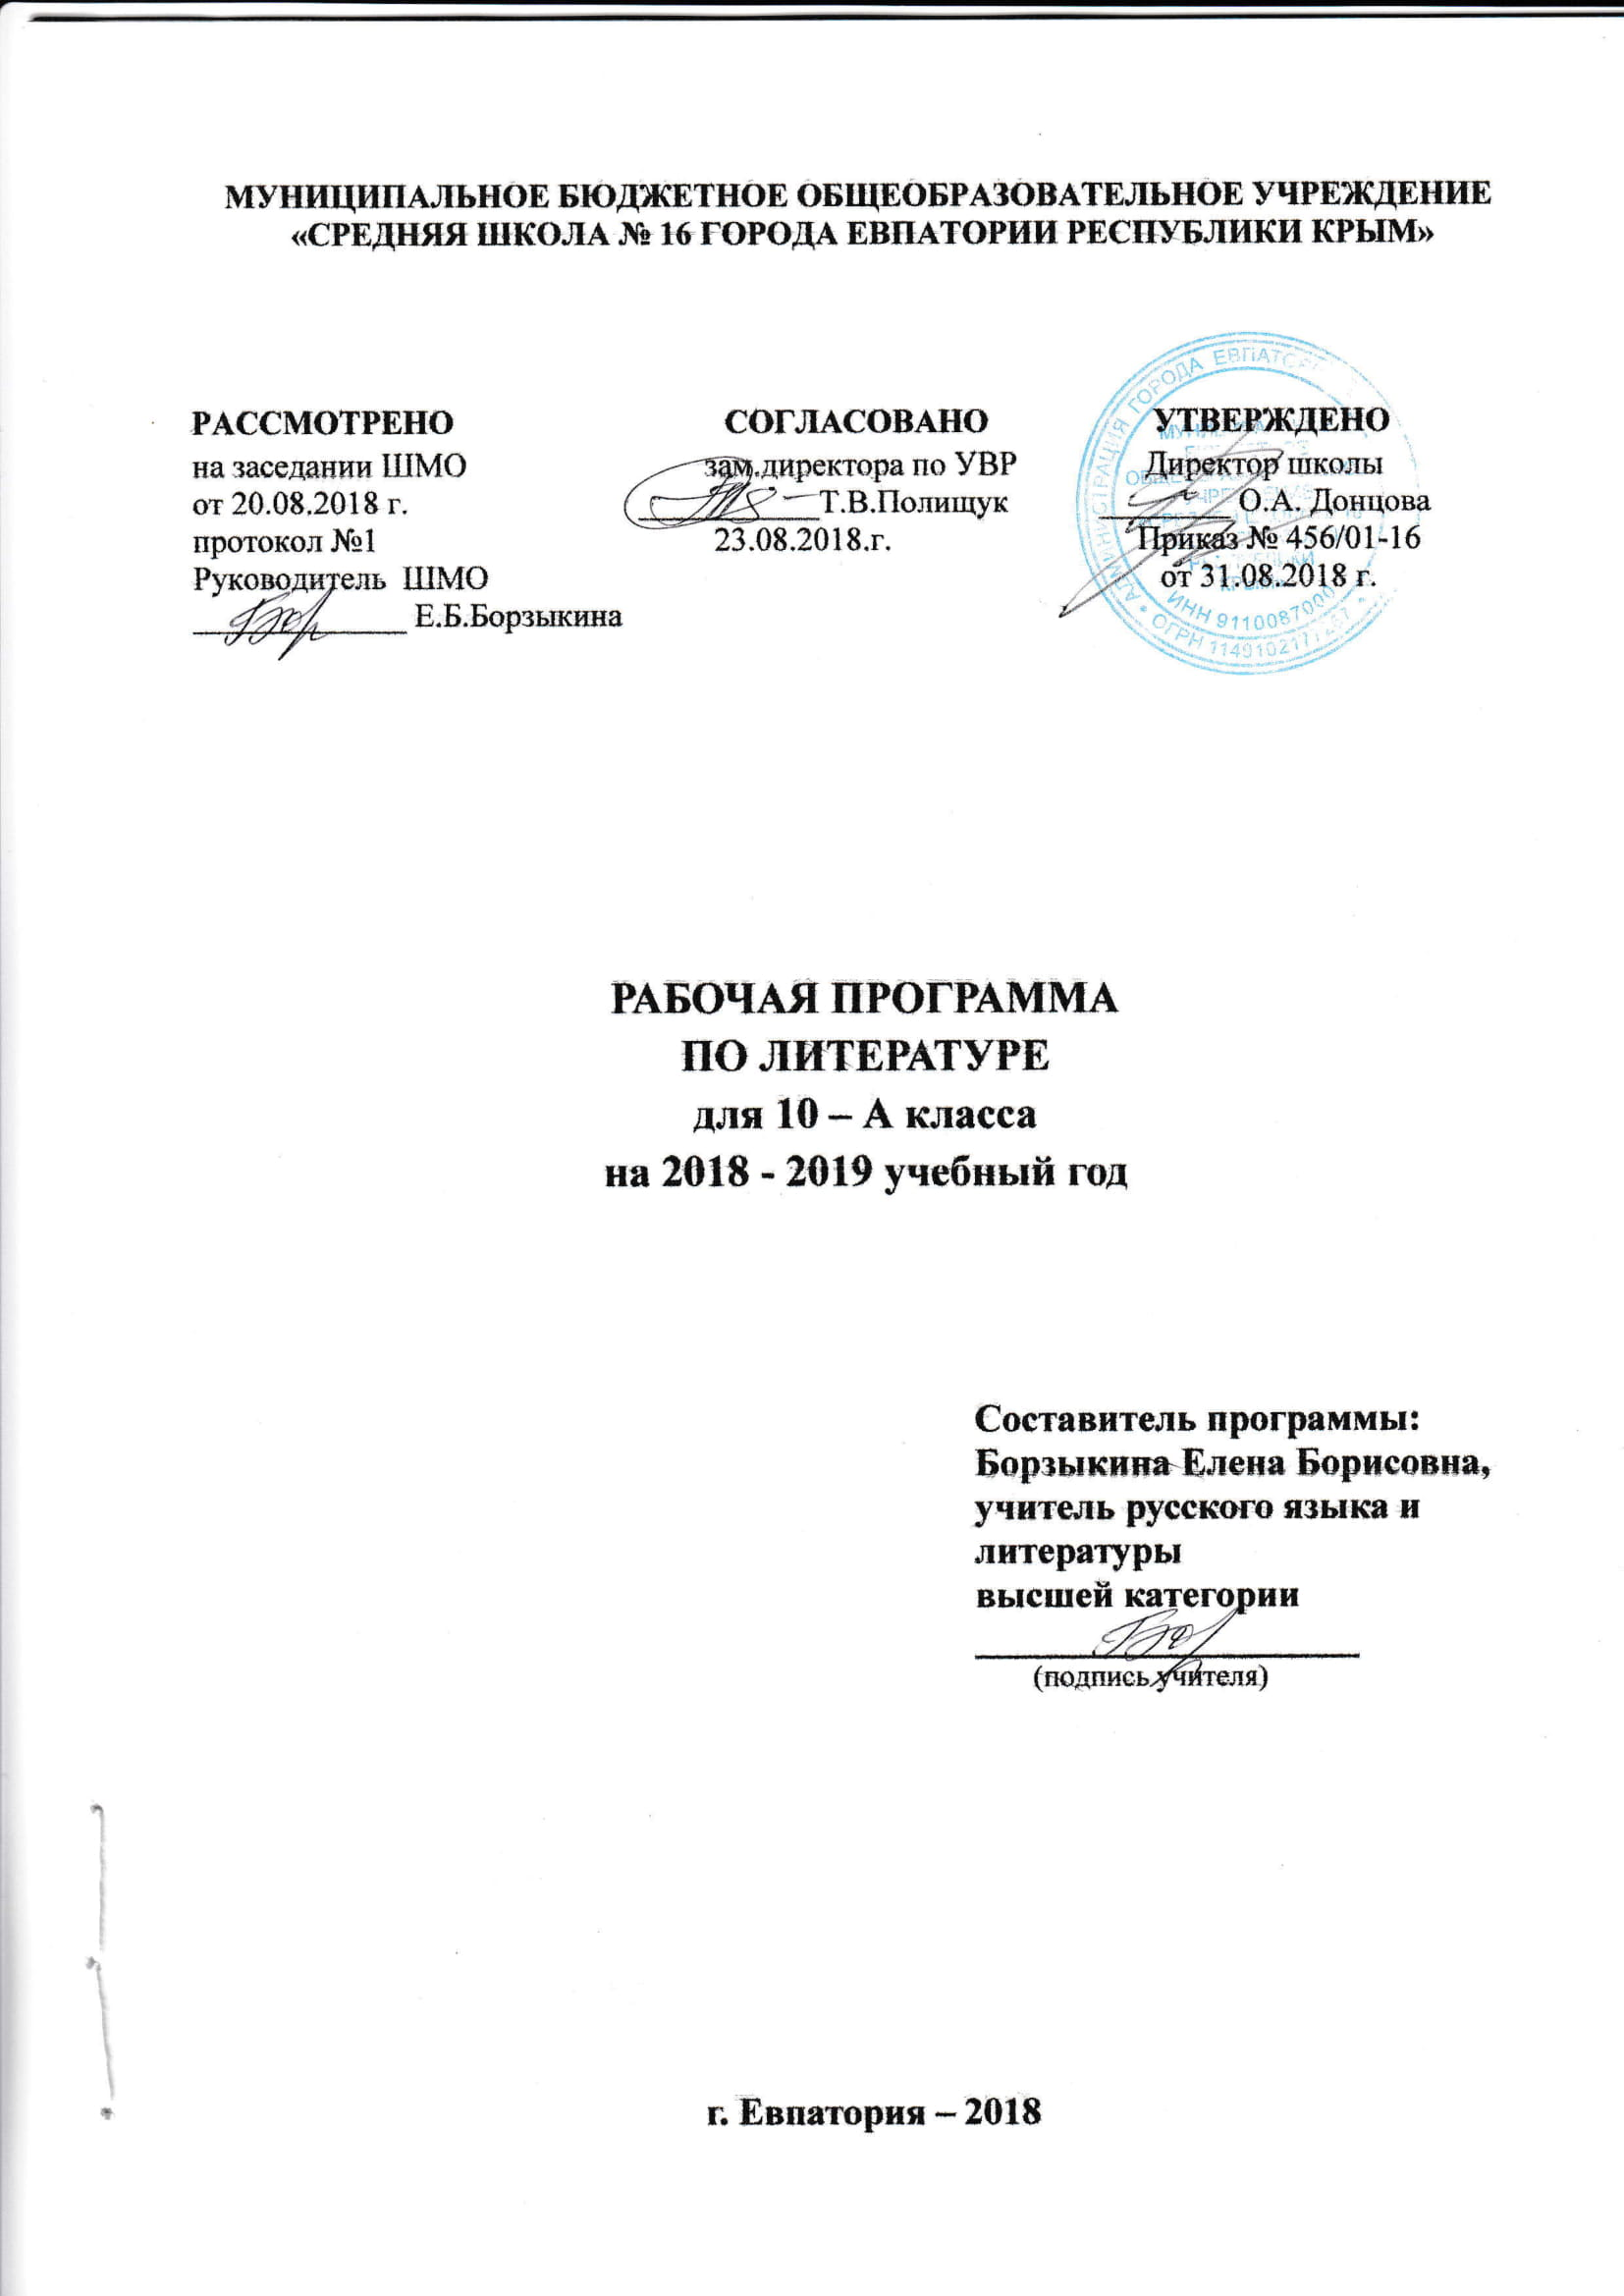 МУНИЦИПАЛЬНОЕ БЮДЖЕТНОЕ ОБЩЕОБРАЗОВАТЕЛЬНОЕ УЧРЕЖДЕНИЕ
«СРЕДНЯЯ ШКОЛА № 16 ГОРОДА ЕВПАТОРИИ РЕСПУБЛИКИ КРЫМ»
РАССМОТРЕНО
на заседании ШМО
от 20.08.2018 г.
протокол №1
Руководитель ШМО
Е.Б.Борзыкина
СОГЛАСОВАНО
зам.директора по УВР
Т.В.Полищук
23.08.2018.г.
УТВЕРЖДЕНО
Директор школы
О.А. Донцова
Приказ № 456/01-16
от 31.08.2018 г.
АДМИНИСТРАЦИЯ ГОРОДА
РАБОЧАЯ ПРОГРАММА
ПО ЛИТЕРАТУРЕ
для 10 – А класса
на 2018 - 2019 учебный год
Составитель программы:
Борзыкина Елена Борисовна,
учитель русского языка и
литературы
высшей категории
(подпись учителя)
г. Евпатория – 2018